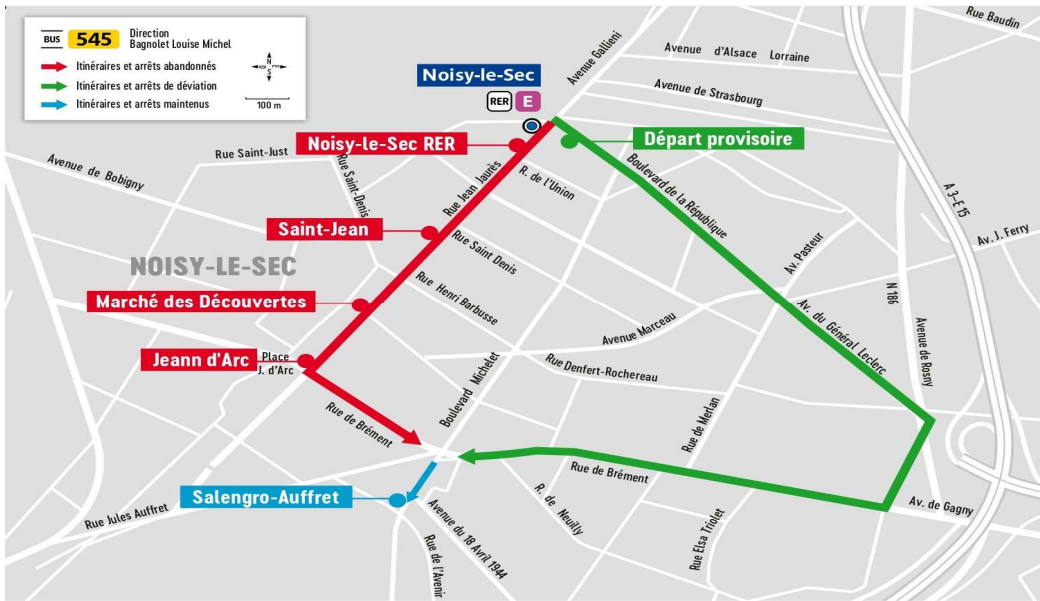 BUS 545 Direction
Bagnolet Louise Michel
Itinéraires et arrêts abandonnés
Itinéraires et arrêts de déviation
Itinéraires et arrêts maintenus
N
O E
S
100 m
Rue Baudin
Avenue Gallieni
Avenue d'Alsace Lorraine
Noisy-le-Sec
RER E
Avenue de Strasbourg
Noisy-le-Sec RER
Départ provisoire
Rue Saint-Just
Avenue de Bobigny
Rue Saint-Denis
Rue Jean Jaurès
R. de l'Union
Boulevard de la République
A 3–E 15
Saint-Jean
Rue Saint Denis
Av. Pasteur
Av. J. Ferry
NOISY-LE-SEC
Rue Henri Barbusse
N 186
Marché des Découvertes
Avenue Marceau
Av. du Général Leclerc
Jeann d'Arc
Place
J. d'Arc
Boulevard Michelet
Rue Denfert-Rochereau
Avenue de Rosny
Rue de Brément
Rue de Merlan
Rue de Brément
Salengro-Auffret
Rue Jules Auffret
R. de Neuilly
Av. de Gagny
Avenue du 18 Avril 1944
Rue Elsa Triolet
Rue de l'Avenir